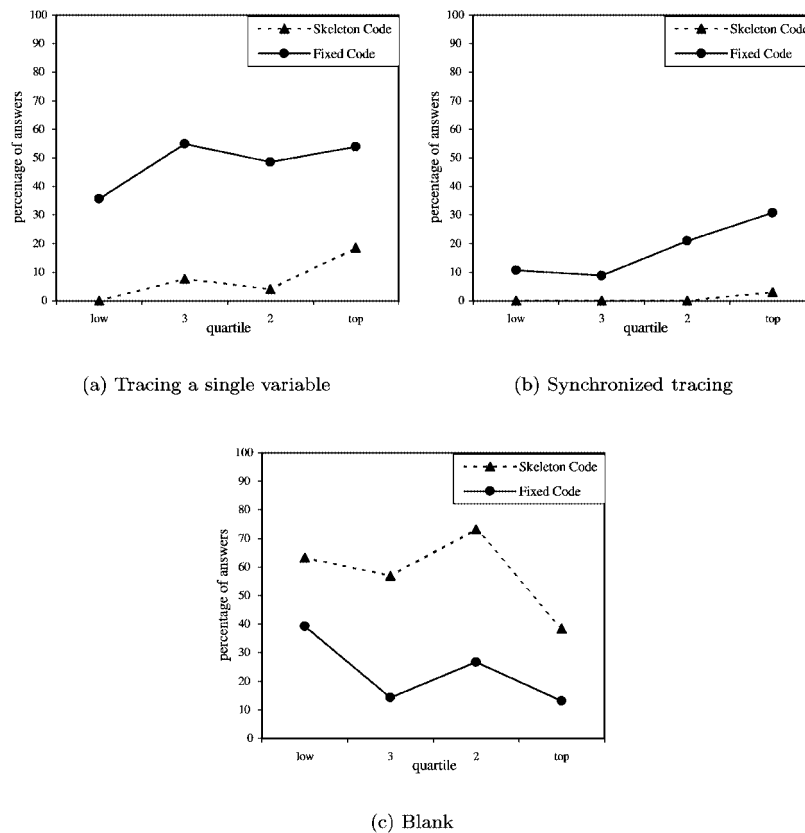 100
90
80
70
60
50
40
30
20
10
0
percentage of answers
Skeleton Code
Fixed Code
low 3 2 top
quartile
(a) Tracing a single variable
100
90
80
70
60
50
40
30
20
10
0
percentage of answers
Skeleton Code
Fixed Code
low 3 2 top
quartile
(b) Synchronized tracing
100
90
80
70
60
50
40
30
20
10
0
percentage of answers
Skeleton Code
Fixed Code
low 3 2 top
quartile
(c) Blank